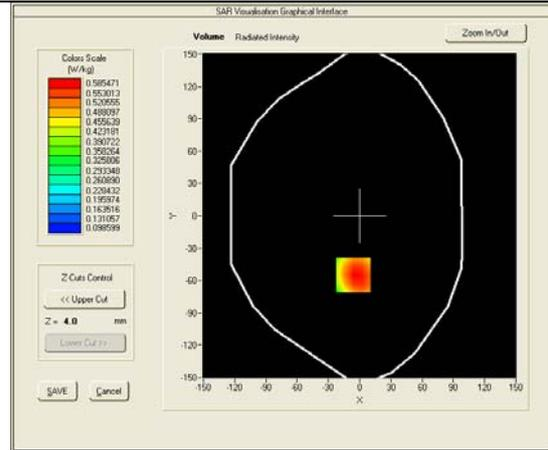 SAR Visualisation Graphical Interface
Volume Radiated Intensity
Zoom In/Out
Colors Scale
(W/kg)
0.585471
0.553013
0.520555
0.488097
0.455639
0.423181
0.390722
0.358264
0.325806
0.293348
0.260890
0.228432
0.195974
0.163516
0.131057
0.098599
Z Cuts Control
<< Upper Cut
Z = 4.0 mm
Lower Cut >>
SAVE
Cancel
150
120
90
60
30
0
-30
-60
-90
-120
-150
Y
-150 -120 -90 -60 -30 0 30 60 90 120 150
X